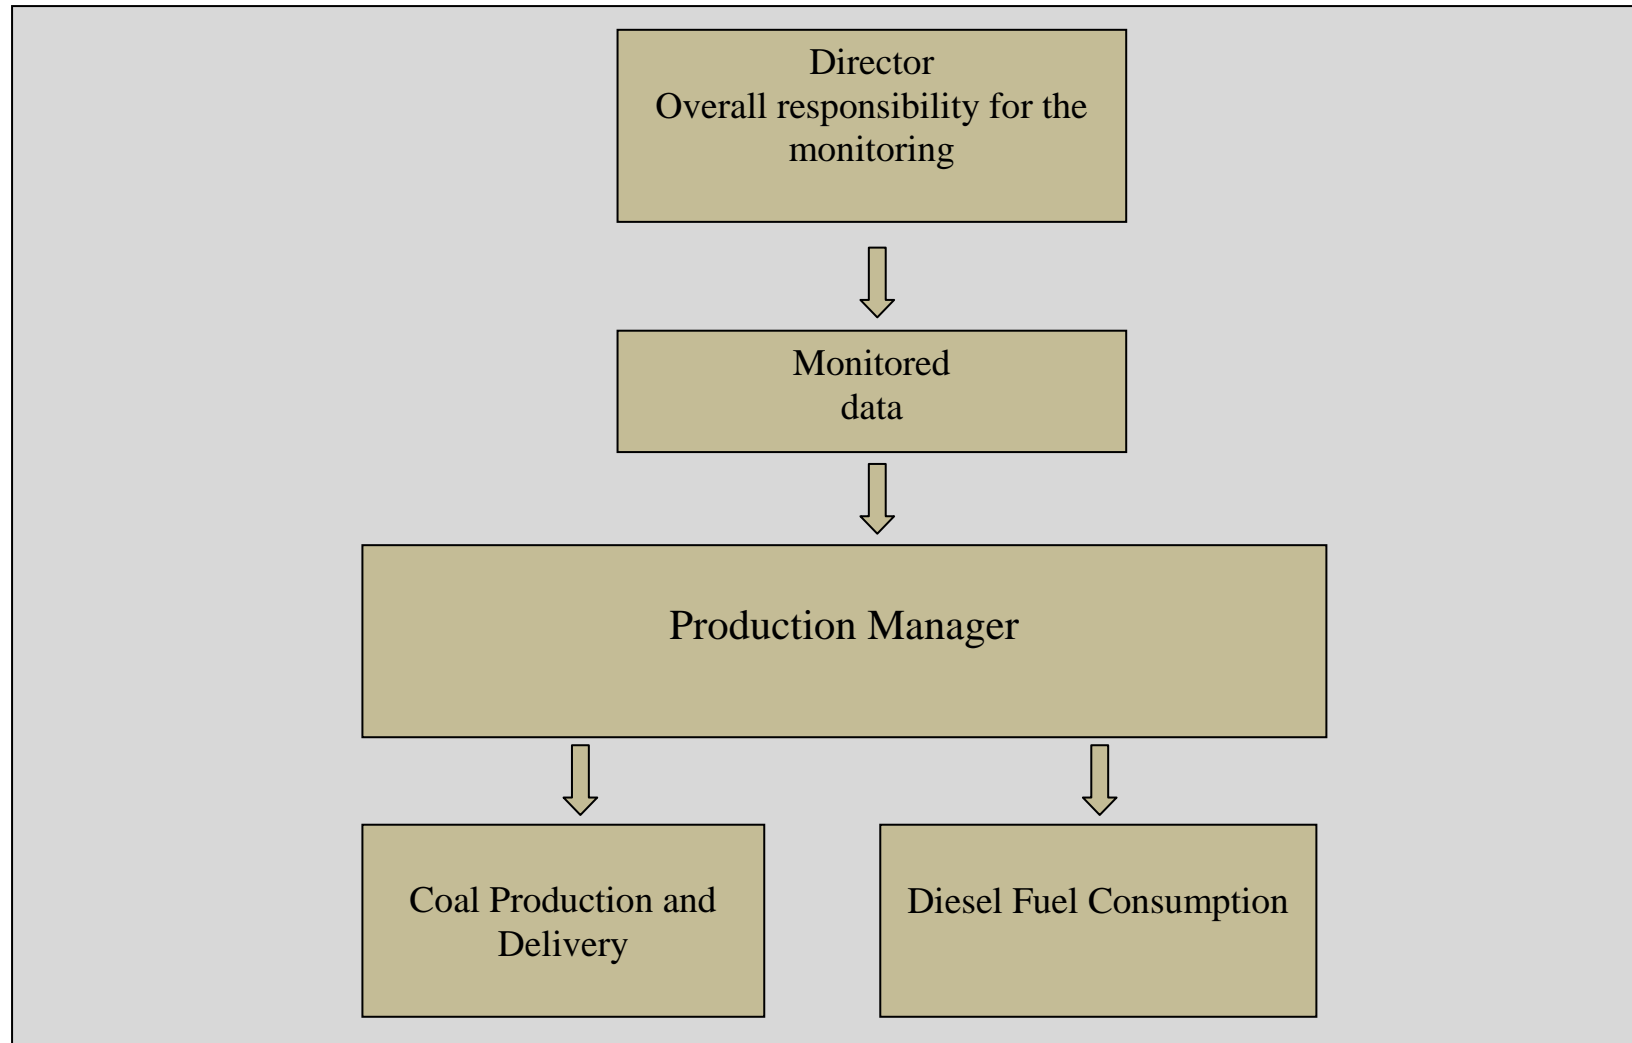 Director
Overall responsibility for the
monitoring
Monitored
data
Production Manager
Coal Production and
Delivery
Diesel Fuel Consumption